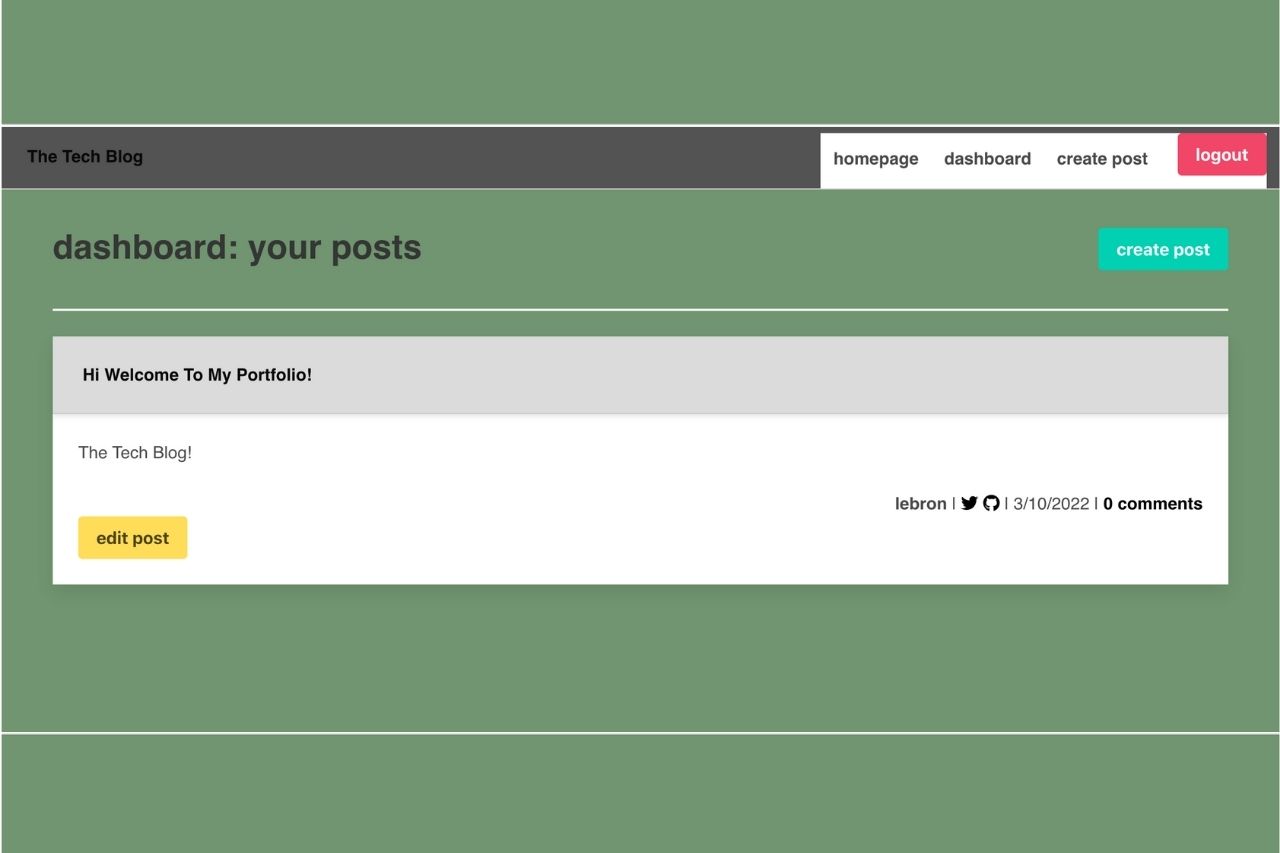 The Tech Blog
homepage dashboard create post logout
dashboard: your posts
create post
Hi Welcome To My Portfolio!
The Tech Blog!
lebron | | 3/10/2022 | 0 comments
edit post